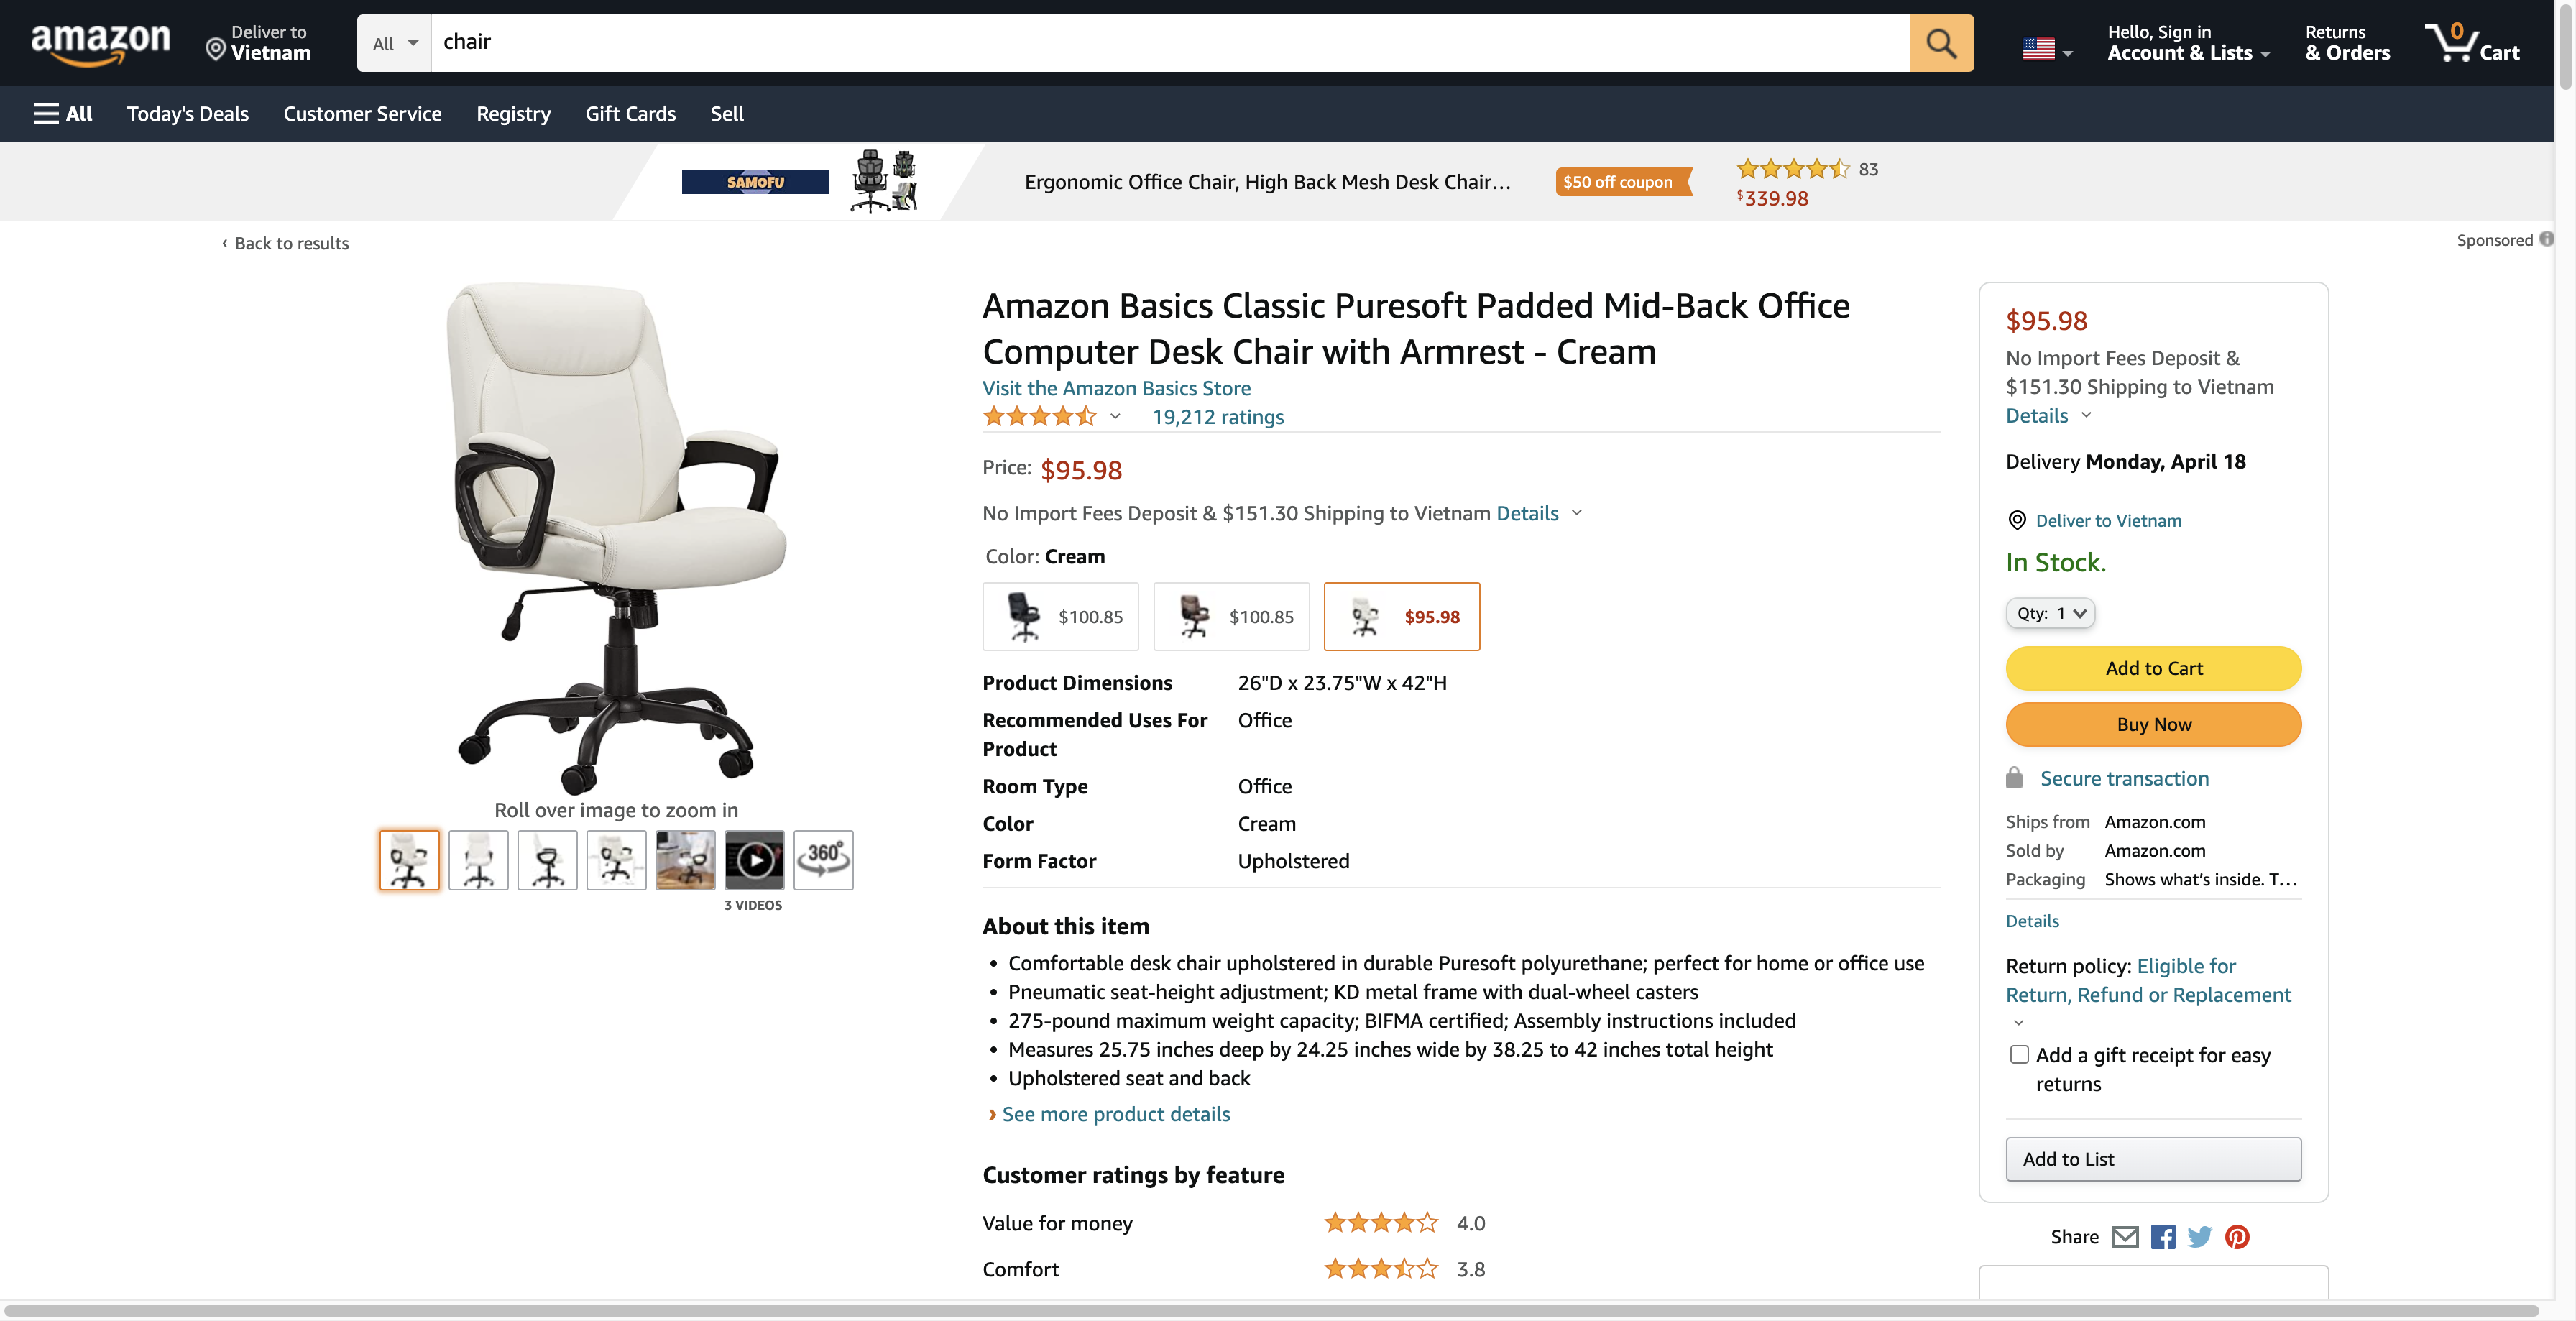 amazon
Deliver to
Vietnam
All
chair
Hello, Sign in
Account & Lists
Returns
& Orders
0
Cart
All
Today's Deals
Customer Service
Registry
Gift Cards
Sell
SAMOFU
Ergonomic Office Chair, High Back Mesh Desk Chair…
$50 off coupon
83
$339.98
‹ Back to results
Sponsored
Amazon Basics Classic Puresoft Padded Mid-Back Office
Computer Desk Chair with Armrest - Cream
Visit the Amazon Basics Store
19,212 ratings
Price: $95.98
No Import Fees Deposit & $151.30 Shipping to Vietnam Details
Color: Cream
$100.85
$100.85
$95.98
Product Dimensions 26"D x 23.75"W x 42"H
Recommended Uses For Office
Product
Room Type Office
Color Cream
Form Factor Upholstered
Roll over image to zoom in
360°
3 VIDEOS
About this item
• Comfortable desk chair upholstered in durable Puresoft polyurethane; perfect for home or office use
• Pneumatic seat-height adjustment; KD metal frame with dual-wheel casters
• 275-pound maximum weight capacity; BIFMA certified; Assembly instructions included
• Measures 25.75 inches deep by 24.25 inches wide by 38.25 to 42 inches total height
• Upholstered seat and back
› See more product details
Customer ratings by feature
Value for money 4.0
Comfort 3.8
$95.98
No Import Fees Deposit &
$151.30 Shipping to Vietnam
Details
Delivery Monday, April 18
Deliver to Vietnam
In Stock.
Qty: 1
Add to Cart
Buy Now
Secure transaction
Ships from Amazon.com
Sold by Amazon.com
Packaging Shows what's inside. T…
Details
Return policy: Eligible for
Return, Refund or Replacement
Add a gift receipt for easy
returns
Add to List
Share